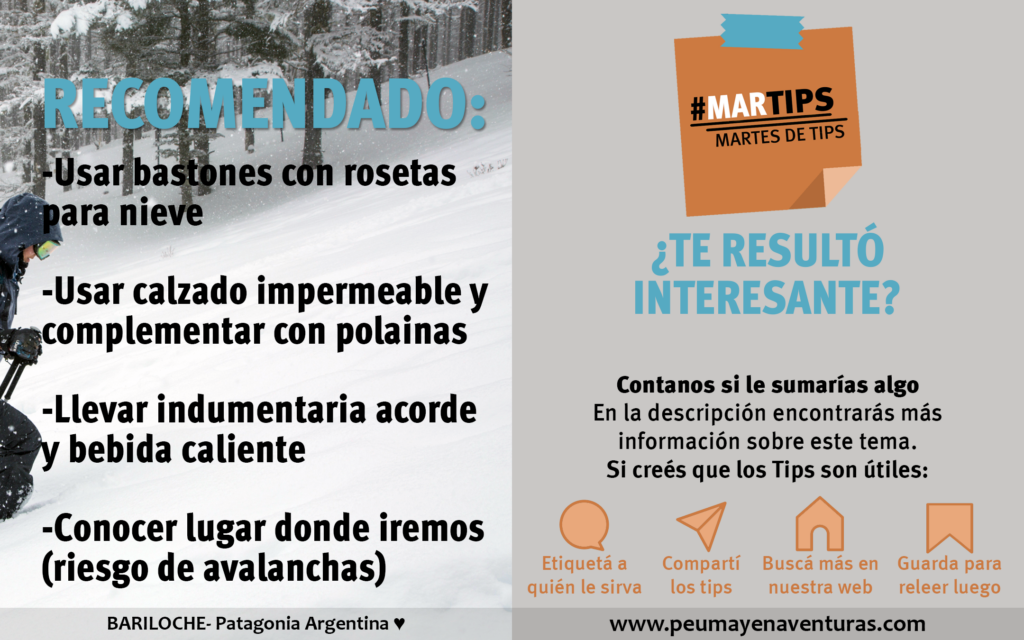 RECOMENDADO:
-Usar bastones con rosetas
para nieve
-Usar calzado impermeable y
complementar con polainas
-Llevar indumentaria acorde
y bebida caliente
-Conocer lugar donde iremos
(riesgo de avalanchas)
BARILOCHE- Patagonia Argentina ♥
#MARTIPS
MARTES DE TIPS
¿TE RESULTÓ
INTERESANTE?
Contanos si le sumarías algo
En la descripción encontrarás más
información sobre este tema.
Si creés que los Tips son útiles:
Etiquetá a
quién le sirva
Compartí
los tips
Buscá más en
nuestra web
Guarda para
releer luego
www.peumayenaventuras.com